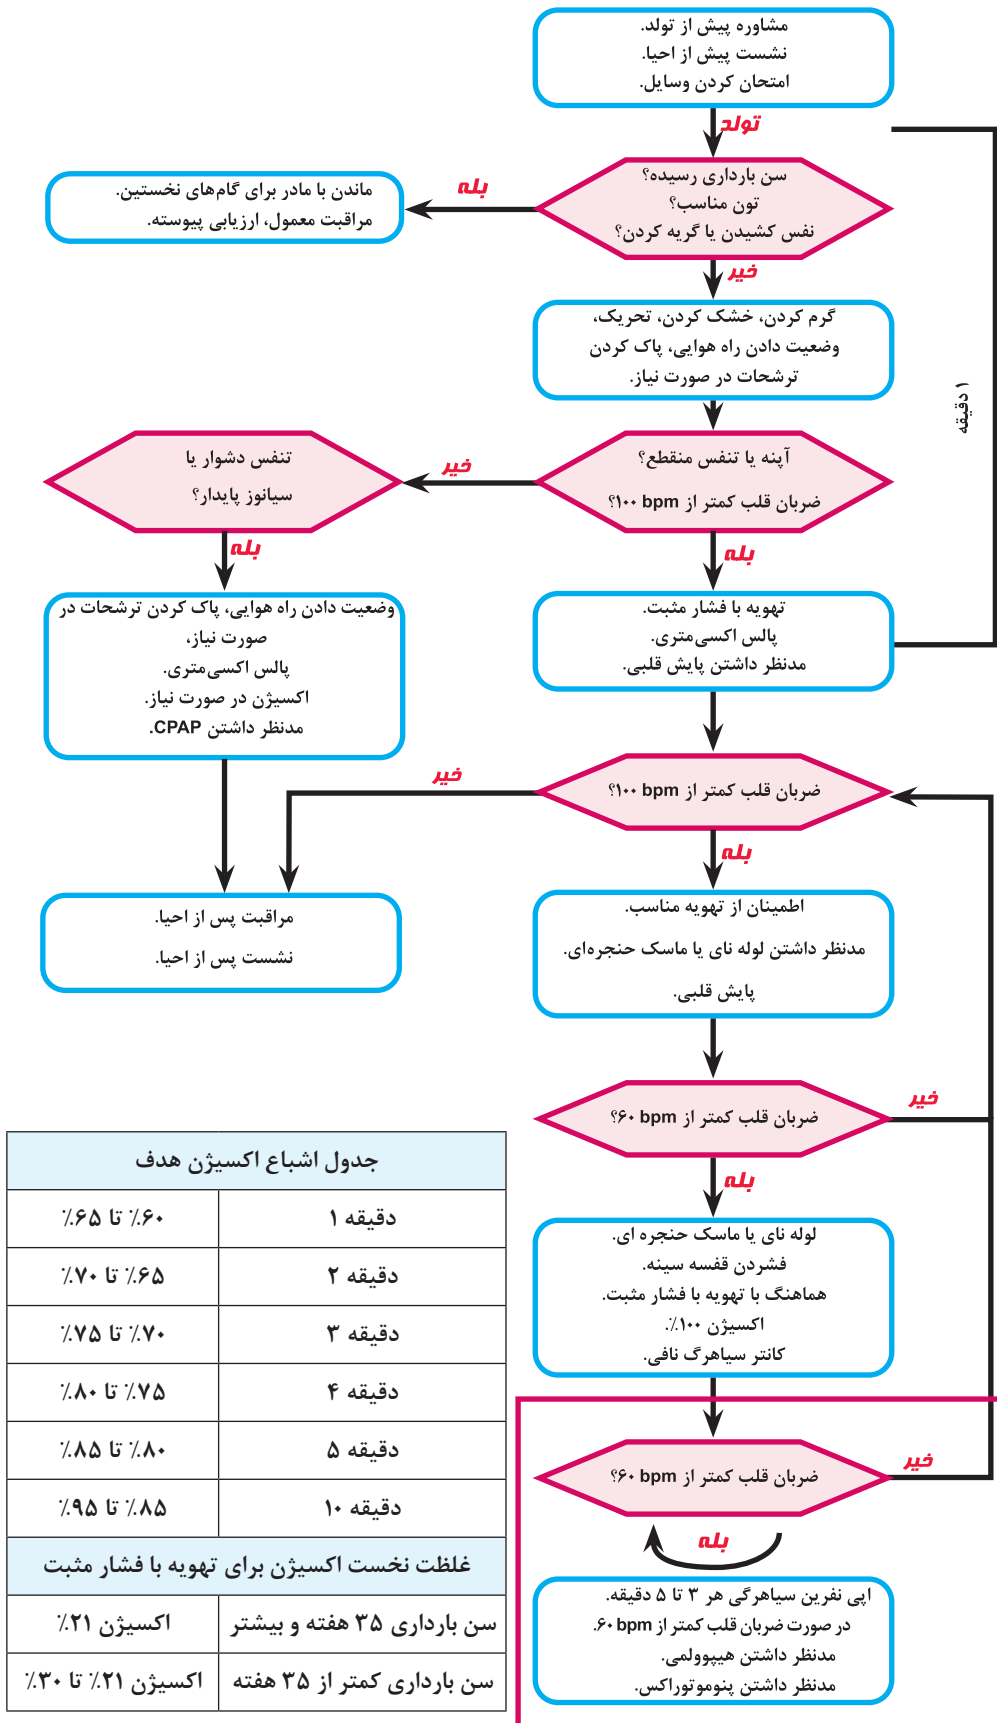 مشاوره پیش از تولد.
نشست پیش از احیا.
امتحان کردن وسایل.
تولد
سن بارداری رسیده؟
تون مناسب؟
نفس کشیدن یا گریه کردن؟
بله
ماندن با مادر برای گام‌های نخستین.
مراقبت معمول، ارزیابی پیوسته.
خیر
گرم کردن، خشک کردن، تحریک،
وضعیت دادن راه هوایی، پاک کردن
ترشحات در صورت نیاز.
۱ دقیقه
آپنه یا تنفس منقطع؟
ضربان قلب کمتر از ۱۰۰ bpm؟
خیر
تنفس دشوار یا
سیانوز پایدار؟
بله
بله
تهویه با فشار مثبت.
پالس اکسی‌متری.
مدنظر داشتن پایش قلبی.
وضعیت دادن راه هوایی، پاک کردن ترشحات در
صورت نیاز،
پالس اکسی‌متری.
اکسیژن در صورت نیاز.
مدنظر داشتن CPAP.
ضربان قلب کمتر از ۱۰۰ bpm؟
خیر
بله
اطمینان از تهویه مناسب.
مدنظر داشتن لوله نای یا ماسک حنجره‌ای.
پایش قلبی.
مراقبت پس از احیا.
نشست پس از احیا.
ضربان قلب کمتر از ۶۰ bpm؟
خیر
بله
لوله نای یا ماسک حنجره ای.
فشردن قفسه سینه.
هماهنگ با تهویه با فشار مثبت.
اکسیژن ۱۰۰٪.
کانتر سیاهرگ نافی.
ضربان قلب کمتر از ۶۰ bpm؟
خیر
بله
اپی نفرین سیاهرگی هر ۳ تا ۵ دقیقه.
در صورت ضربان قلب کمتر از ۶۰ bpm.
مدنظر داشتن هیپوولمی.
مدنظر داشتن پنوموتوراکس.
جدول اشباع اکسیژن هدف
دقیقه ۱ ۶۰٪ تا ۶۵٪
دقیقه ۲ ۶۵٪ تا ۷۰٪
دقیقه ۳ ۷۰٪ تا ۷۵٪
دقیقه ۴ ۷۵٪ تا ۸۰٪
دقیقه ۵ ۸۰٪ تا ۸۵٪
دقیقه ۱۰ ۸۵٪ تا ۹۵٪
غلظت نخست اکسیژن برای تهویه با فشار مثبت
سن بارداری ۳۵ هفته و بیشتر اکسیژن ۲۱٪
سن بارداری کمتر از ۳۵ هفته اکسیژن ۲۱٪ تا ۳۰٪